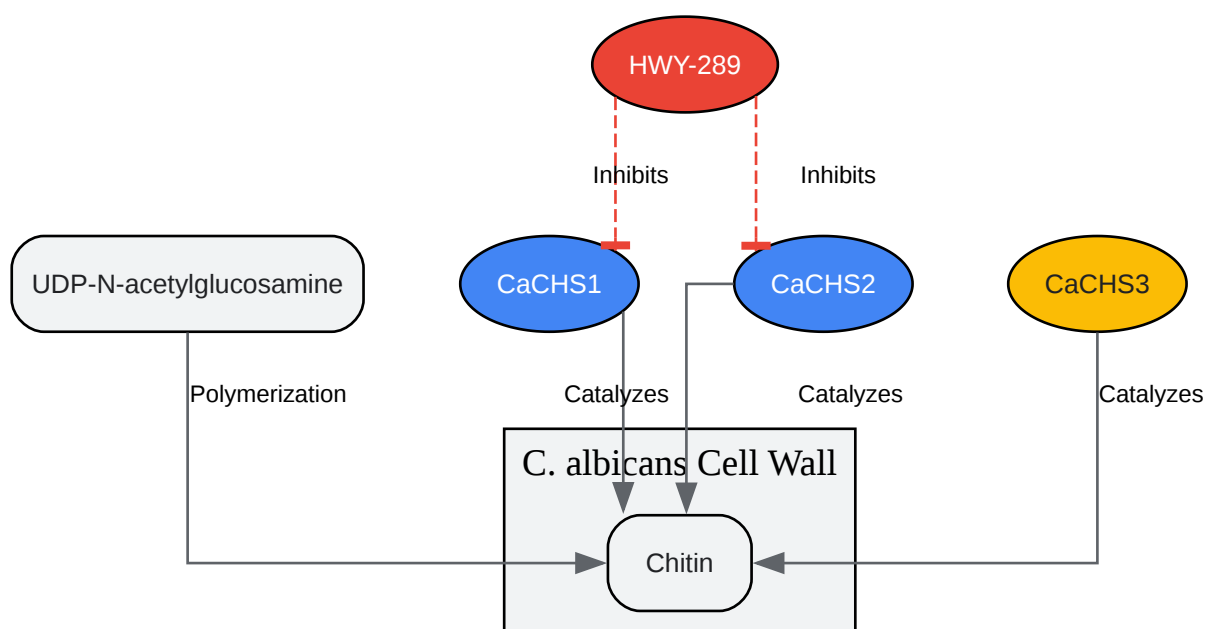 HWY-289
Inhibits
Inhibits
UDP-N-acetylglucosamine
CaCHS1
CaCHS2
CaCHS3
Polymerization
Catalyzes
Catalyzes
Catalyzes
C. albicans Cell Wall
Chitin